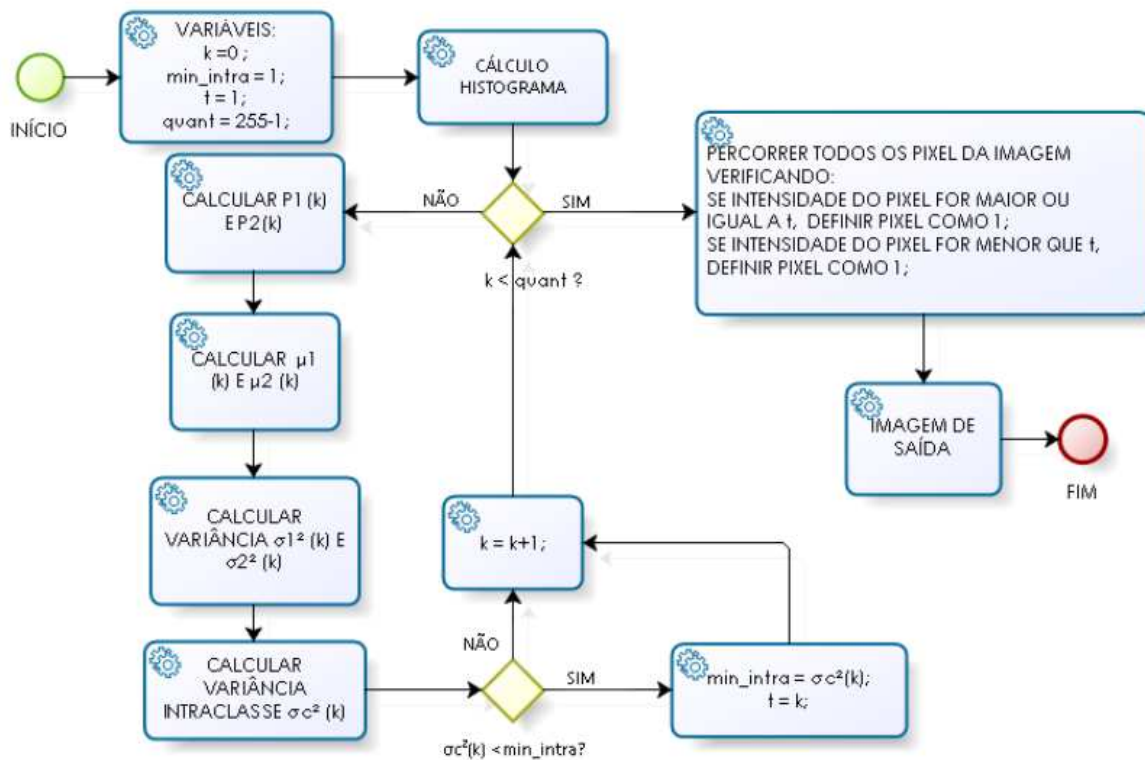 VARIÁVEIS:
k =0 ;
min_intra = 1;
t = 1;
quant = 255-1;
INÍCIO
CÁLCULO
HISTOGRAMA
PERCORRER TODOS OS PIXEL DA IMAGEM
VERIFICANDO:
SE INTENSIDADE DO PIXEL FOR MAIOR OU
IGUAL A t, DEFINIR PIXEL COMO 1;
SE INTENSIDADE DO PIXEL FOR MENOR QUE t,
DEFINIR PIXEL COMO 1;
CALCULAR P1 (k)
E P2 (k)
NÃO
SIM
k < quant ?
CALCULAR µ1
(k) E µ2 (k)
IMAGEM DE
SAÍDA
FIM
CALCULAR
VARIÂNCIA σ1² (k) E
σ2² (k)
k = k+1;
NÃO
CALCULAR
VARIÂNCIA
INTRACLASSE σc² (k)
SIM
min_intra = σc²(k);
t = k;
σc²(k) < min_intra?